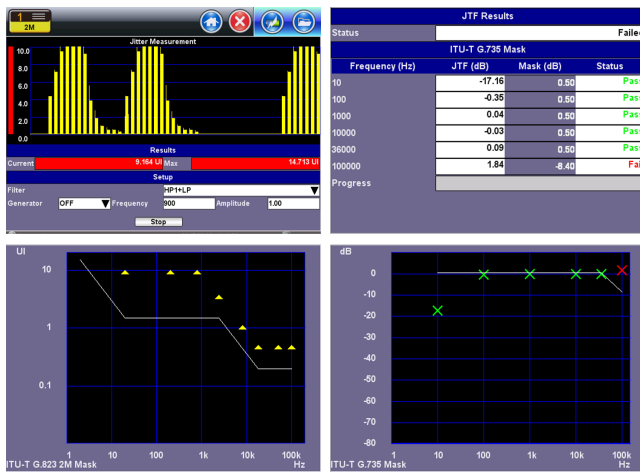 1
2M
Jitter Measurement
10.0
8.0
6.0
4.0
2.0
0.0
Results
Current 9.164 UI Max 14.713 UI
Setup
Filter HP1+LP
Generator OFF Frequency 900 Amplitude 1.00
Stop
JTF Results
Status Failed
ITU-T G.735 Mask
Frequency (Hz) JTF (dB) Mask (dB) Status
10 -17.16 0.50 Pass
100 -0.35 0.50 Pass
1000 0.04 0.50 Pass
10000 -0.03 0.50 Pass
36000 0.09 0.50 Pass
100000 1.84 -8.40 Fail
Progress
UI
10
1
0.1
1 10 100 1k 10k 100k
ITU-T G.823 2M Mask Hz
dB
0
-10
-20
-30
-40
-50
-60
-70
-80
1 10 100 1k 10k 100k
ITU-T G.735 Mask Hz